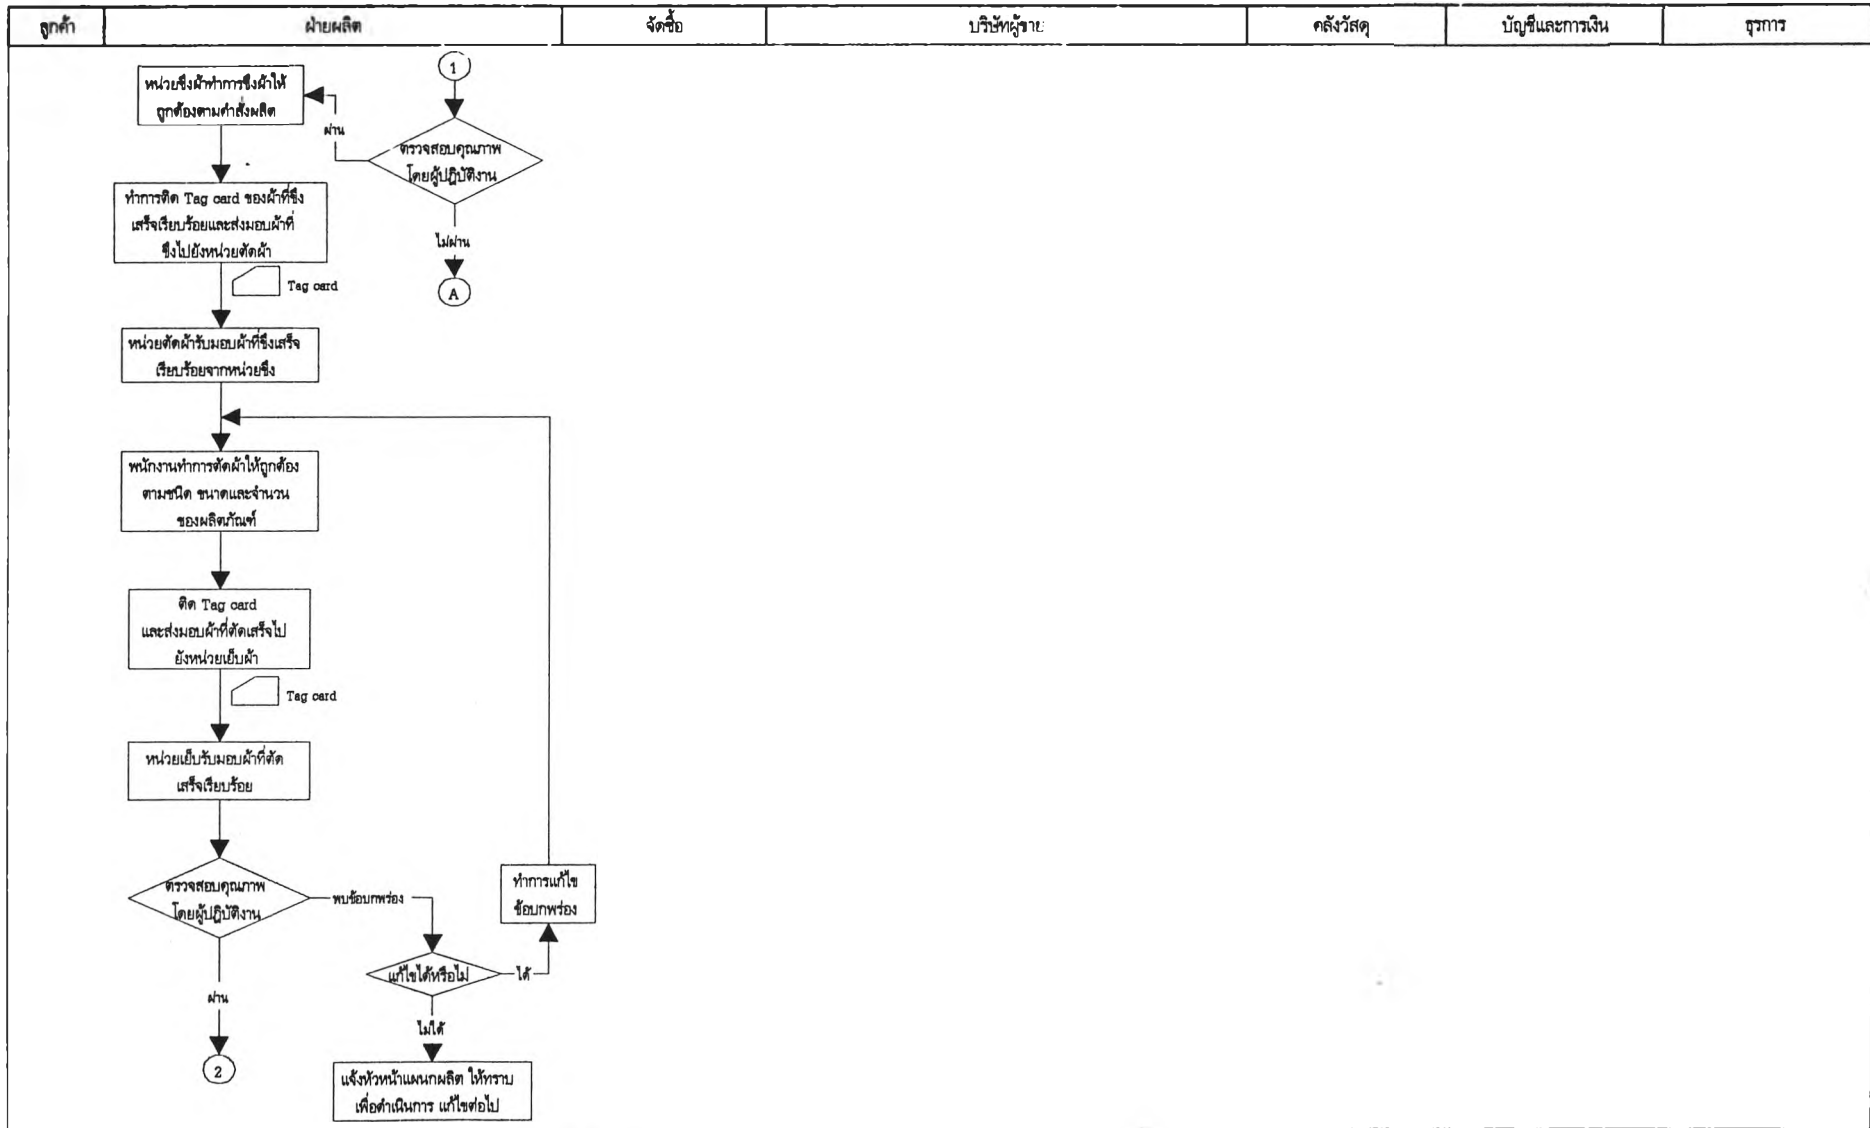 ลูกค้า
ฝ่ายผลิต
จัดซื้อ
บริษัทผู้ขาย
คลังวัสดุ
บัญชีและการเงิน
ธุรการ
1
หน่วยขึงผ้าทำการขึงผ้าให้
ถูกต้องตามคำสั่งผลิต
ผ่าน
ตรวจสอบคุณภาพ
โดยผู้ปฏิบัติงาน
ไม่ผ่าน
A
ทำการติด Tag card ของผ้าที่ขึง
เสร็จเรียบร้อยและส่งมอบผ้าที่
ขึงไปยังหน่วยตัดผ้า
Tag card
หน่วยตัดผ้ารับมอบผ้าที่ขึงเสร็จ
เรียบร้อยจากหน่วยขึง
พนักงานทำการตัดผ้าให้ถูกต้อง
ตามชนิด ขนาดและจำนวน
ของผลิตภัณฑ์
ติด Tag card
และส่งมอบผ้าที่ตัดเสร็จไป
ยังหน่วยเย็บผ้า
Tag card
หน่วยเย็บรับมอบผ้าที่ตัด
เสร็จเรียบร้อย
ตรวจสอบคุณภาพ
โดยผู้ปฏิบัติงาน
พบข้อบกพร่อง
ทำการแก้ไข
ข้อบกพร่อง
แก้ไขได้หรือไม่
ได้
ผ่าน
ไม่ได้
2
แจ้งหัวหน้าแผนกผลิต ให้ทราบ
เพื่อดำเนินการ แก้ไขต่อไป